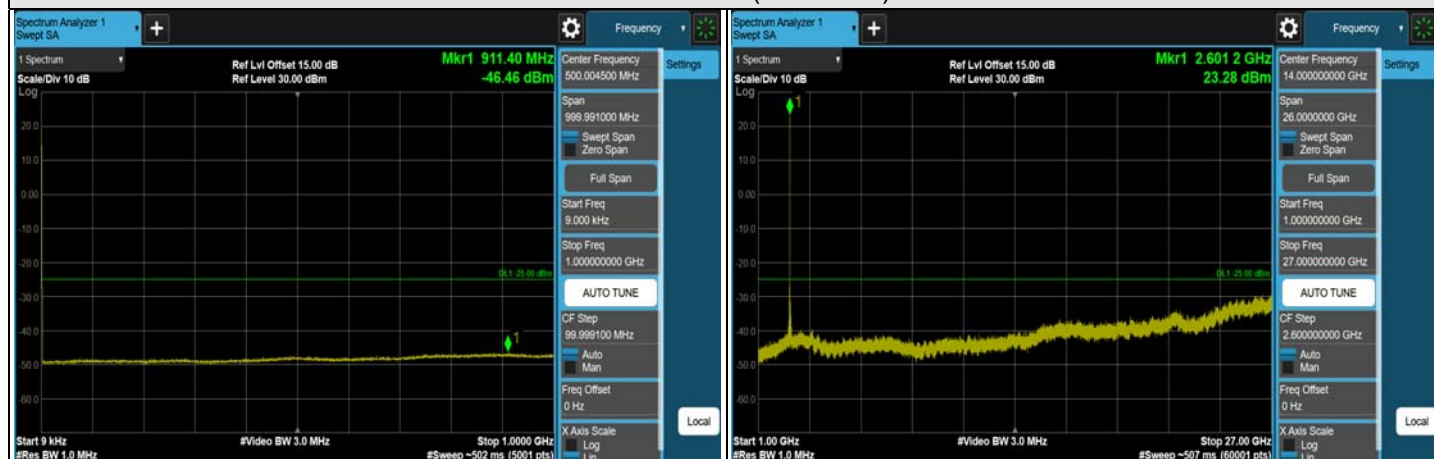 Spectrum Analyzer 1
Swept SA
+
Frequency
1 Spectrum
Scale/Div 10 dB
Log
Ref Lvl Offset 15.00 dB
Ref Level 30.00 dBm
Mkr1 911.40 MHz
-46.46 dBm
20.0
10.0
0.00
-10.0
-20.0
-30.0
-40.0
-50.0
-60.0
DL1 -25.00 dBm
1
Start 9 kHz
#Res BW 1.0 MHz
#Video BW 3.0 MHz
Stop 1.0000 GHz
#Sweep ~502 ms (5001 pts)
Center Frequency
500.004500 MHz
Span
999.991000 MHz
Swept Span
Zero Span
Full Span
Start Freq
9.000 kHz
Stop Freq
1.000000000 GHz
AUTO TUNE
CF Step
99.999100 MHz
Auto
Man
Freq Offset
0 Hz
X Axis Scale
Log
Lin
Settings
Local
Spectrum Analyzer 1
Swept SA
+
Frequency
1 Spectrum
Scale/Div 10 dB
Log
Ref Lvl Offset 15.00 dB
Ref Level 30.00 dBm
Mkr1 2.601 2 GHz
23.28 dBm
1
20.0
10.0
0.00
-10.0
-20.0
-30.0
-40.0
-50.0
-60.0
DL1 -25.00 dBm
Start 1.00 GHz
#Res BW 1.0 MHz
#Video BW 3.0 MHz
Stop 27.00 GHz
#Sweep ~507 ms (60001 pts)
Center Frequency
14.000000000 GHz
Span
26.0000000 GHz
Swept Span
Zero Span
Full Span
Start Freq
1.000000000 GHz
Stop Freq
27.000000000 GHz
AUTO TUNE
CF Step
2.600000000 GHz
Auto
Man
Freq Offset
0 Hz
X Axis Scale
Log
Lin
Settings
Local